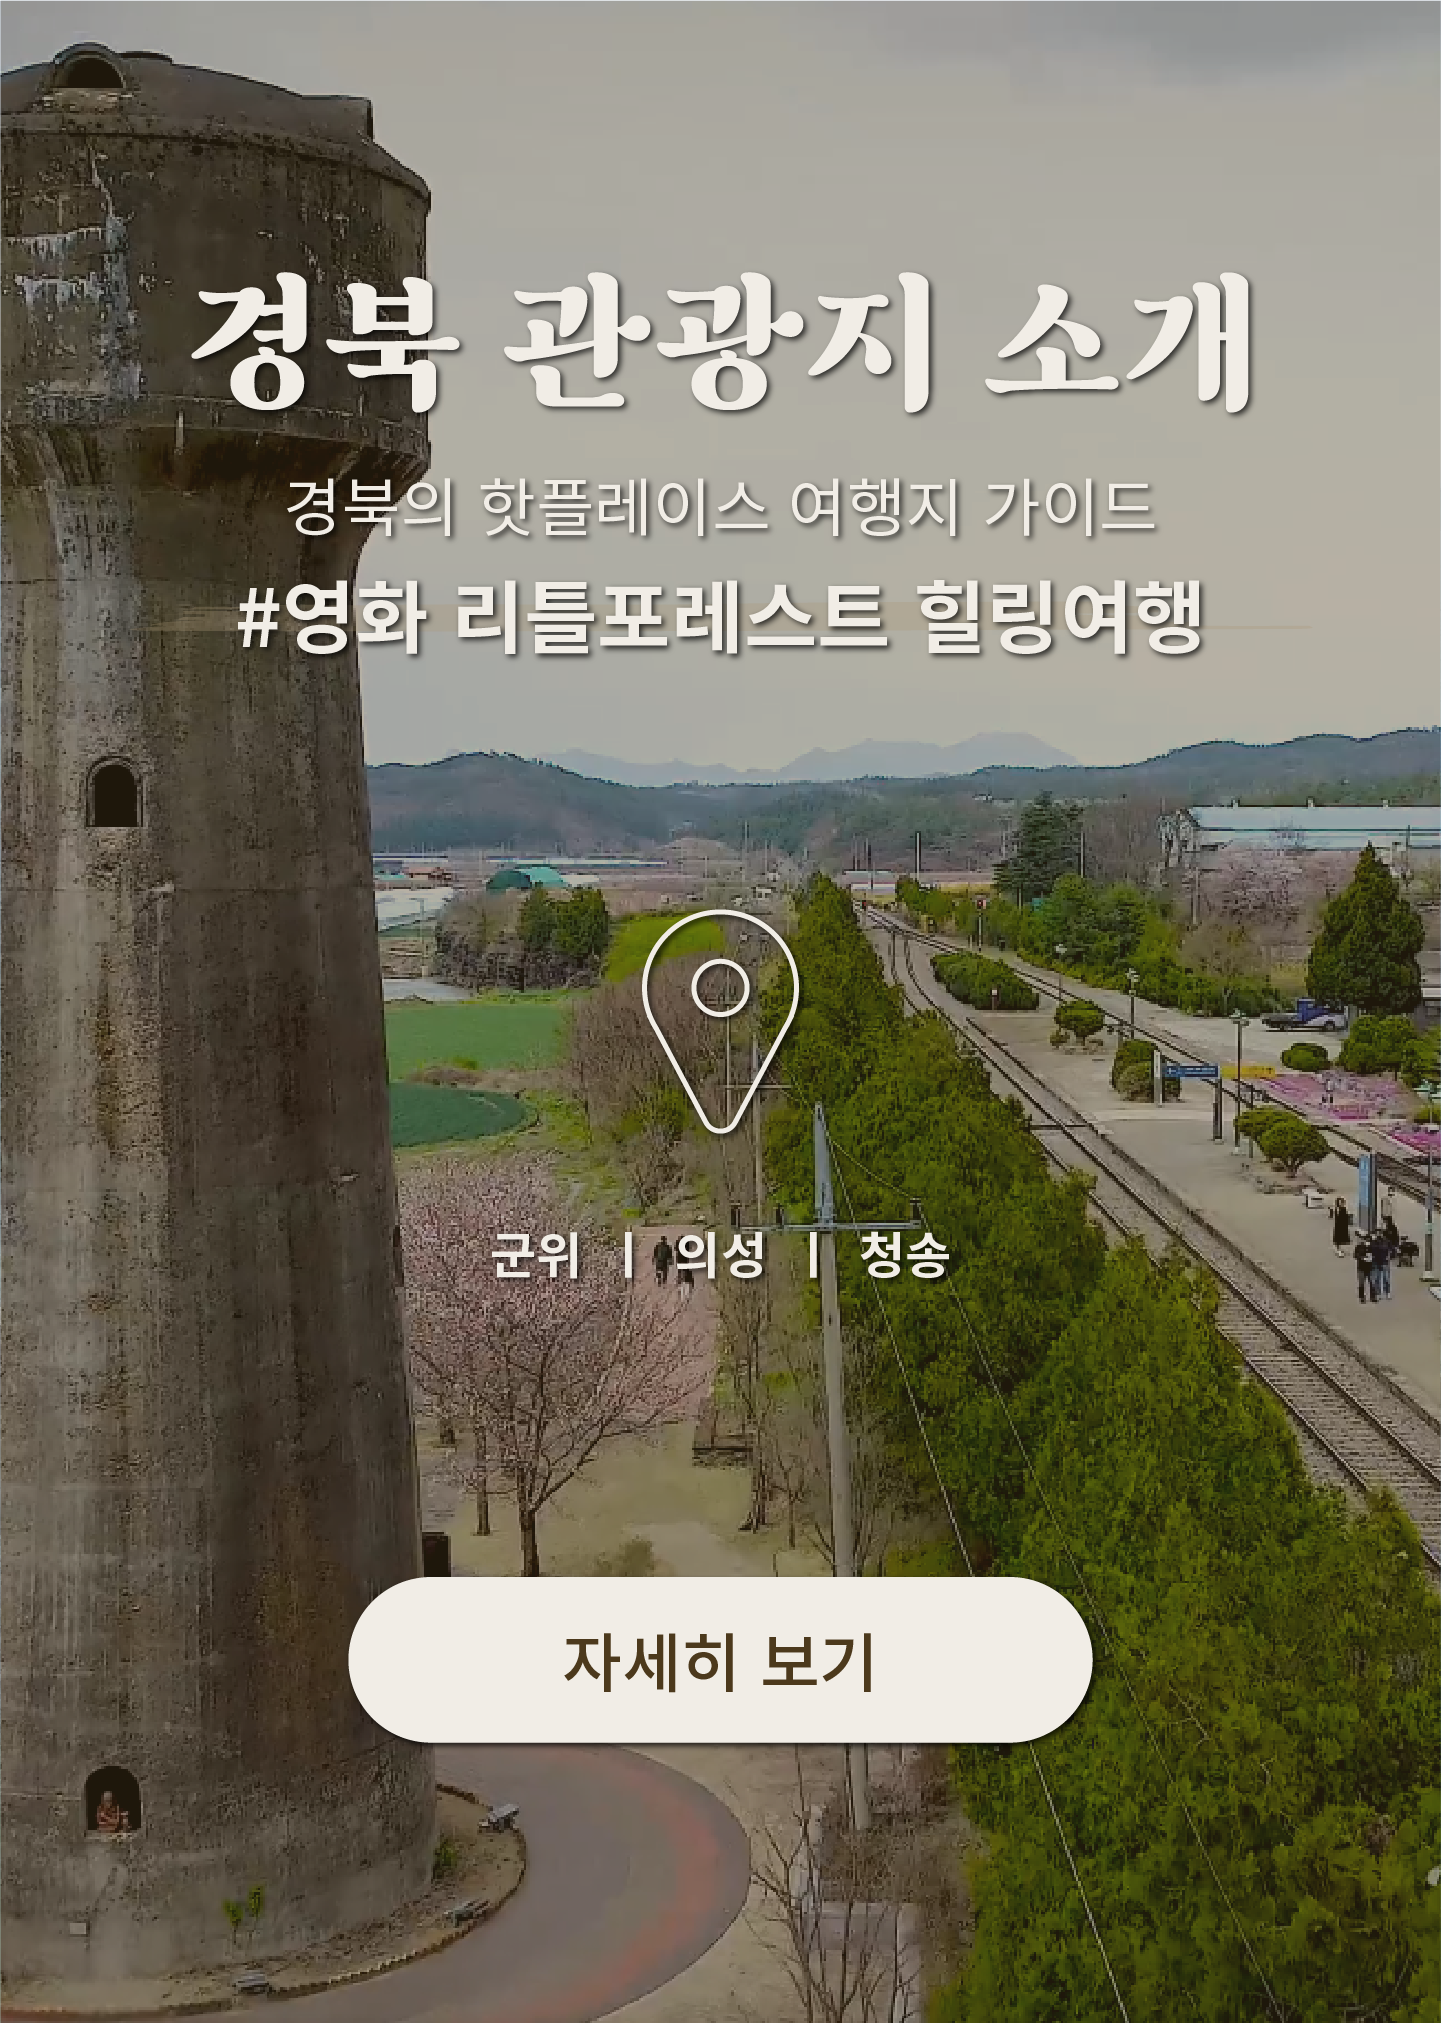 경북 관광지 소개
경북의 핫플레이스 여행지 가이드
#영화 리틀포레스트 힐링여행
군위 | 의성 | 청송
자세히 보기